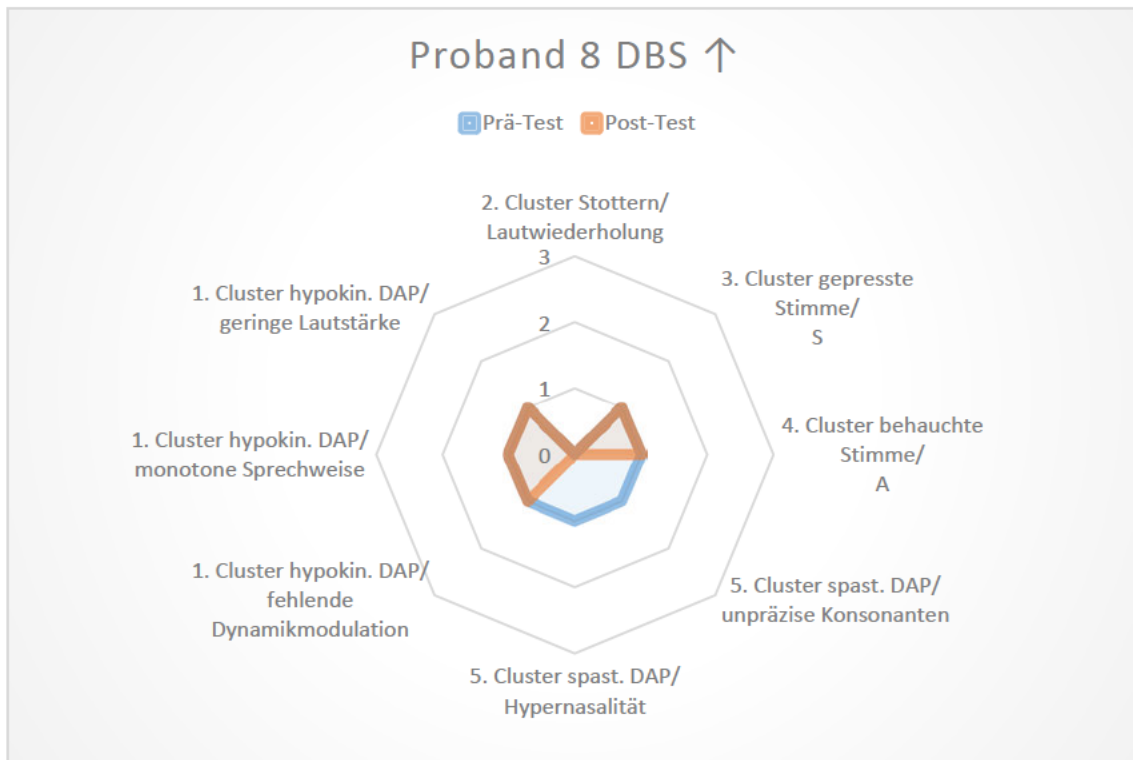 Proband 8 DBS ↑
Prä-Test Post-Test
2. Cluster Stottern/
Lautwiederholung
3. Cluster gepresste
Stimme/
S
4. Cluster behauchte
Stimme/
A
5. Cluster spast. DAP/
unpräzise Konsonanten
5. Cluster spast. DAP/
Hypernasalität
1. Cluster hypokin. DAP/
fehlende
Dynamikmodulation
1. Cluster hypokin. DAP/
monotone Sprechweise
1. Cluster hypokin. DAP/
geringe Lautstärke
3
2
1
0